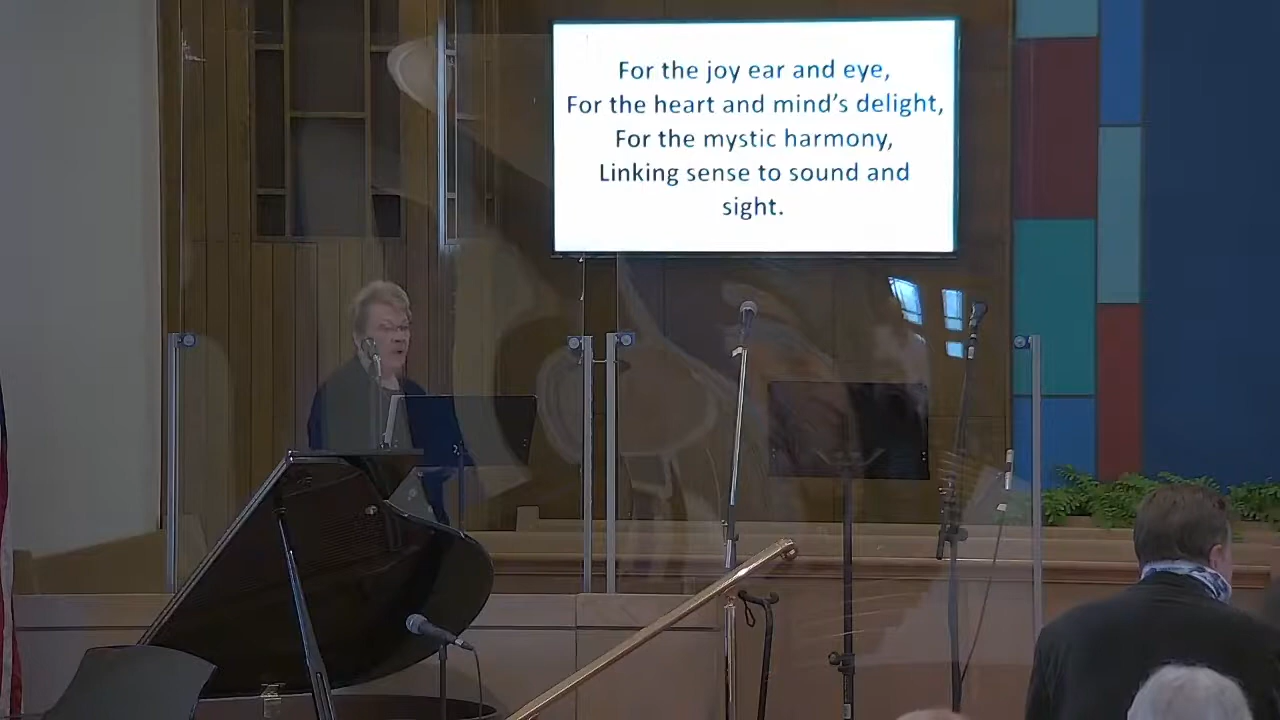 For the joy ear and eye,
For the heart and mind's delight,
For the mystic harmony,
Linking sense to sound and
sight.